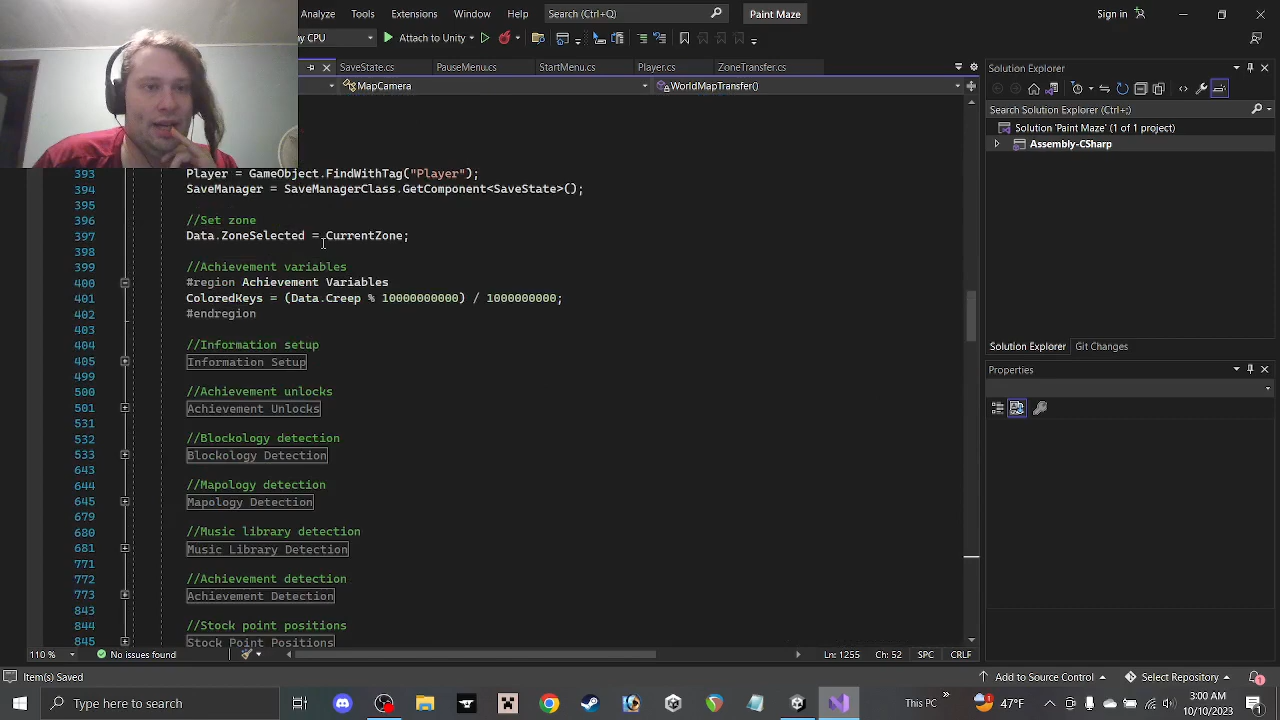 Analyze Tools Extensions Window Help Search (Ctrl+Q) Paint Maze Sign in
y CPU Attach to Unity
SaveState.cs PauseMenu.cs StartMenu.cs Player.cs ZoneTransfer.cs
MapCamera WorldMapTransfer()
393 Player = GameObject.FindWithTag("Player");
394 SaveManager = SaveManagerClass.GetComponent<SaveState>();
395
396 //Set zone
397 Data.ZoneSelected = CurrentZone;
398
399 //Achievement variables
400 #region Achievement Variables
401 ColoredKeys = (Data.Creep % 10000000000) / 1000000000;
402 #endregion
403
404 //Information setup
405 Information Setup
499
500 //Achievement unlocks
501 Achievement Unlocks
531
532 //Blockology detection
533 Blockology Detection
643
644 //Mapology detection
645 Mapology Detection
679
680 //Music library detection
681 Music Library Detection
771
772 //Achievement detection
773 Achievement Detection
843
844 //Stock point positions
845 Stock Point Positions
110 % No issues found Ln: 1255 Ch: 52 SPC CRLF
Solution Explorer
Search Solution Explorer (Ctrl+;)
Solution 'Paint Maze' (1 of 1 project)
Assembly-CSharp
Solution Explorer Git Changes
Properties
Item(s) Saved Add to Source Control Select Repository 1
Type here to search This PC 47°F 3:00 AM 10/10/2023 1